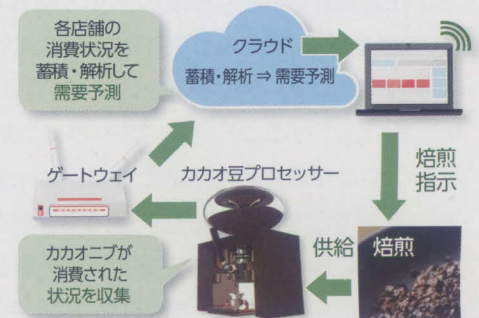 各店舗の
消費状況を
蓄積・解析して
需要予測
クラウド
蓄積・解析⇒需要予測
ゲートウェイ
カカオ豆プロセッサー
焙煎
指示
カカオニブが
消費された
状況を収集
供給
焙煎